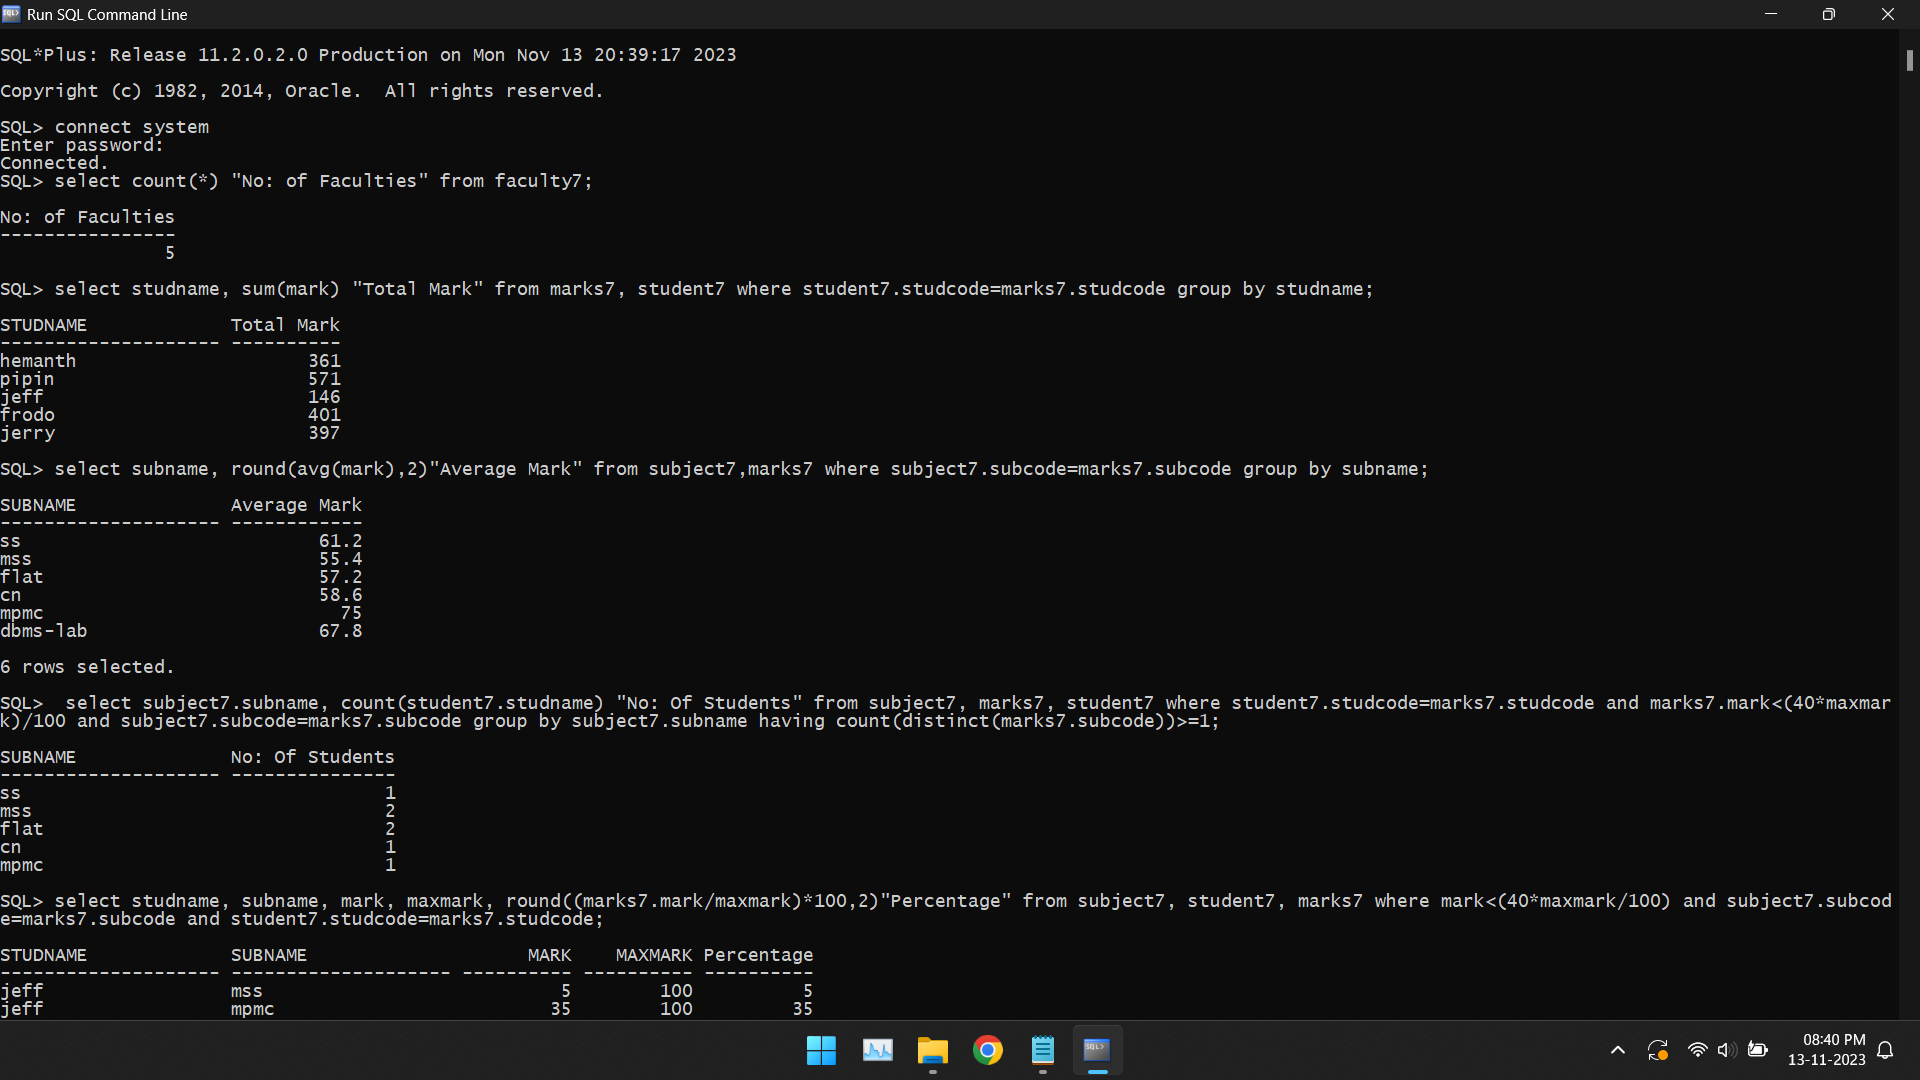 Run SQL Command Line
SQL*Plus: Release 11.2.0.2.0 Production on Mon Nov 13 20:39:17 2023
Copyright (c) 1982, 2014, Oracle.  All rights reserved.
SQL> connect system
Enter password:
Connected.
SQL> select count(*) "No: of Faculties" from faculty7;
No: of Faculties
----------------
               5
SQL> select studname, sum(mark) "Total Mark" from marks7, student7 where student7.studcode=marks7.studcode group by studname;
STUDNAME             Total Mark
-------------------- ----------
hemanth                     361
pipin                       571
jeff                        146
frodo                       401
jerry                       397
SQL> select subname, round(avg(mark),2)"Average Mark" from subject7,marks7 where subject7.subcode=marks7.subcode group by subname;
SUBNAME              Average Mark
-------------------- ------------
ss                           61.2
mss                          55.4
flat                         57.2
cn                           58.6
mpmc                           75
dbms-lab                     67.8
6 rows selected.
SQL>  select subject7.subname, count(student7.studname) "No: Of Students" from subject7, marks7, student7 where student7.studcode=marks7.studcode and marks7.mark<(40*maxmar
k)/100 and subject7.subcode=marks7.subcode group by subject7.subname having count(distinct(marks7.subcode))>=1;
SUBNAME              No: Of Students
-------------------- ---------------
ss                                 1
mss                                2
flat                               2
cn                                 1
mpmc                               1
SQL> select studname, subname, mark, maxmark, round((marks7.mark/maxmark)*100,2)"Percentage" from subject7, student7, marks7 where mark<(40*maxmark/100) and subject7.subcod
e=marks7.subcode and student7.studcode=marks7.studcode;
STUDNAME             SUBNAME                    MARK    MAXMARK Percentage
-------------------- -------------------- ---------- ---------- ----------
jeff                 mss                           5        100          5
jeff                 mpmc                         35        100         35
08:40 PM
13-11-2023